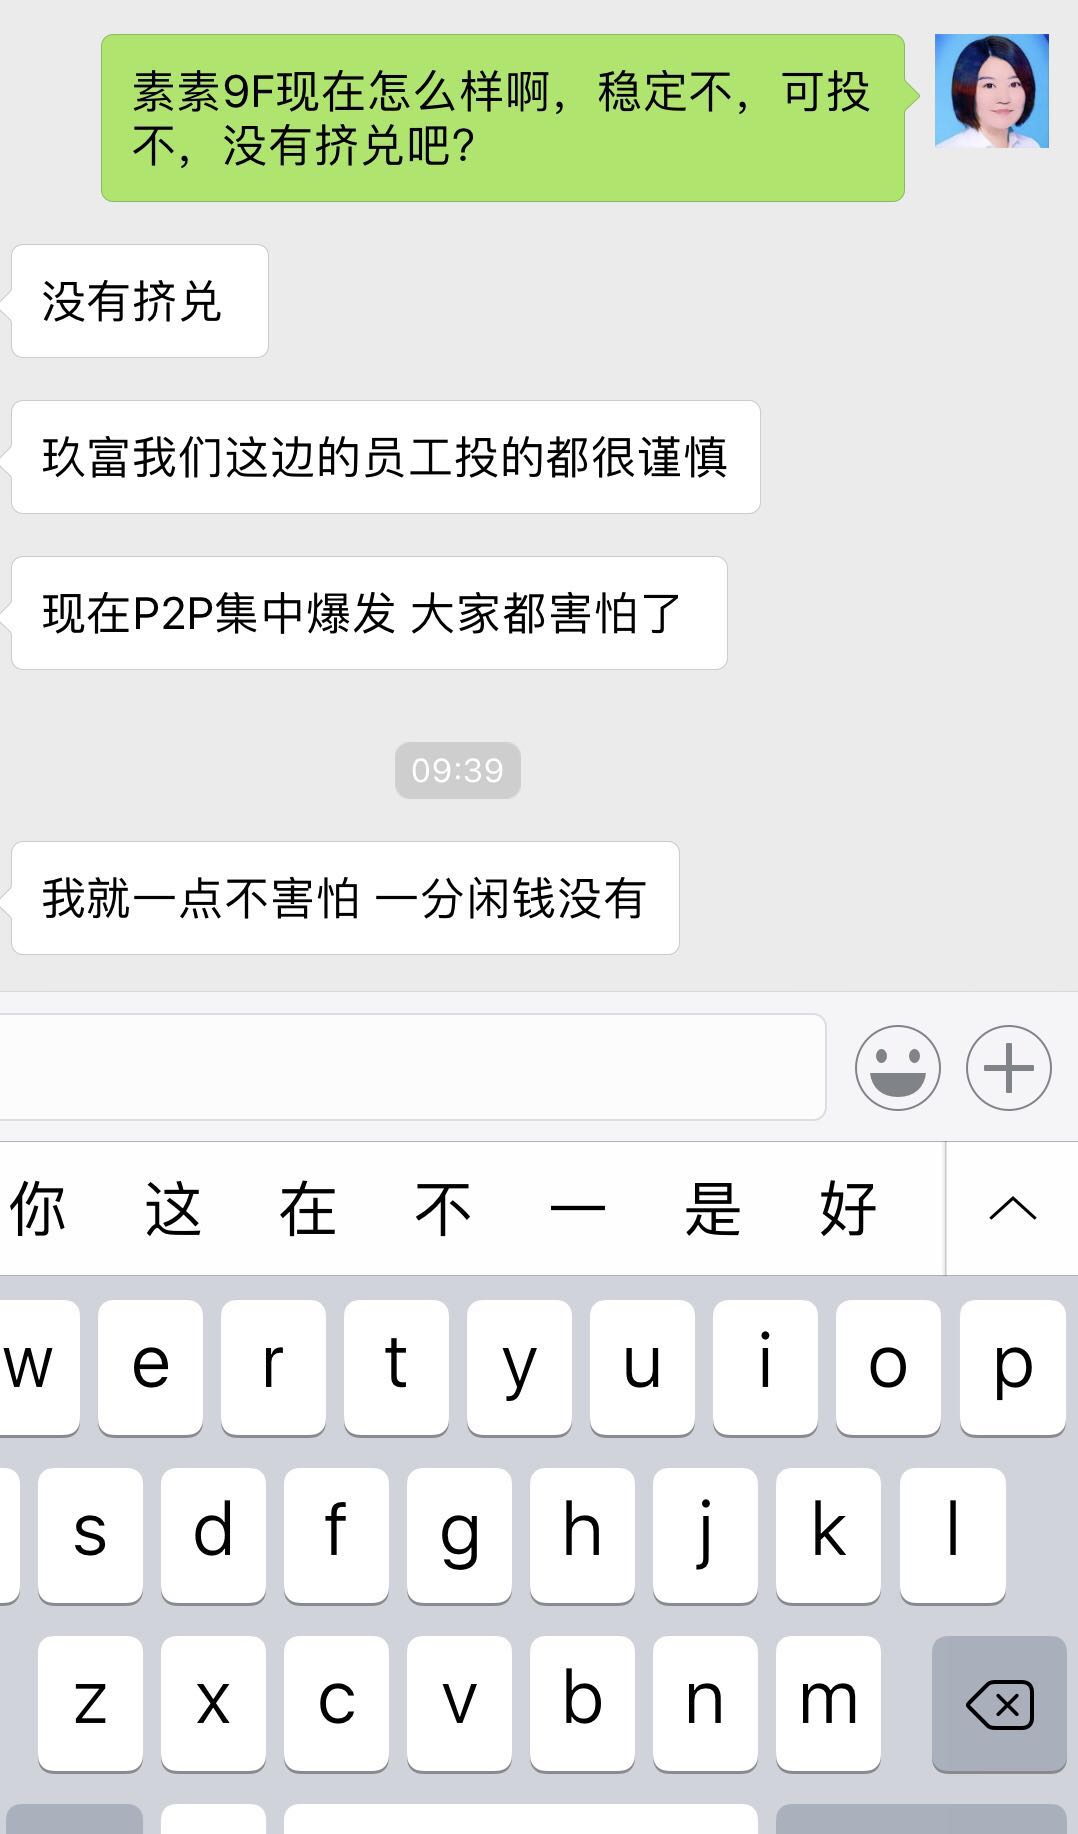 素素9F现在怎么样啊，稳定不，可投
不，没有挤兑吧?
没有挤兑
玖富我们这边的员工投的都很谨慎
现在P2P集中爆发 大家都害怕了
09:39
我就一点不害怕 一分闲钱没有
你 这 在 不 一 是 好
w e r t y u i o p
s d f g h j k l
z x c v b n m